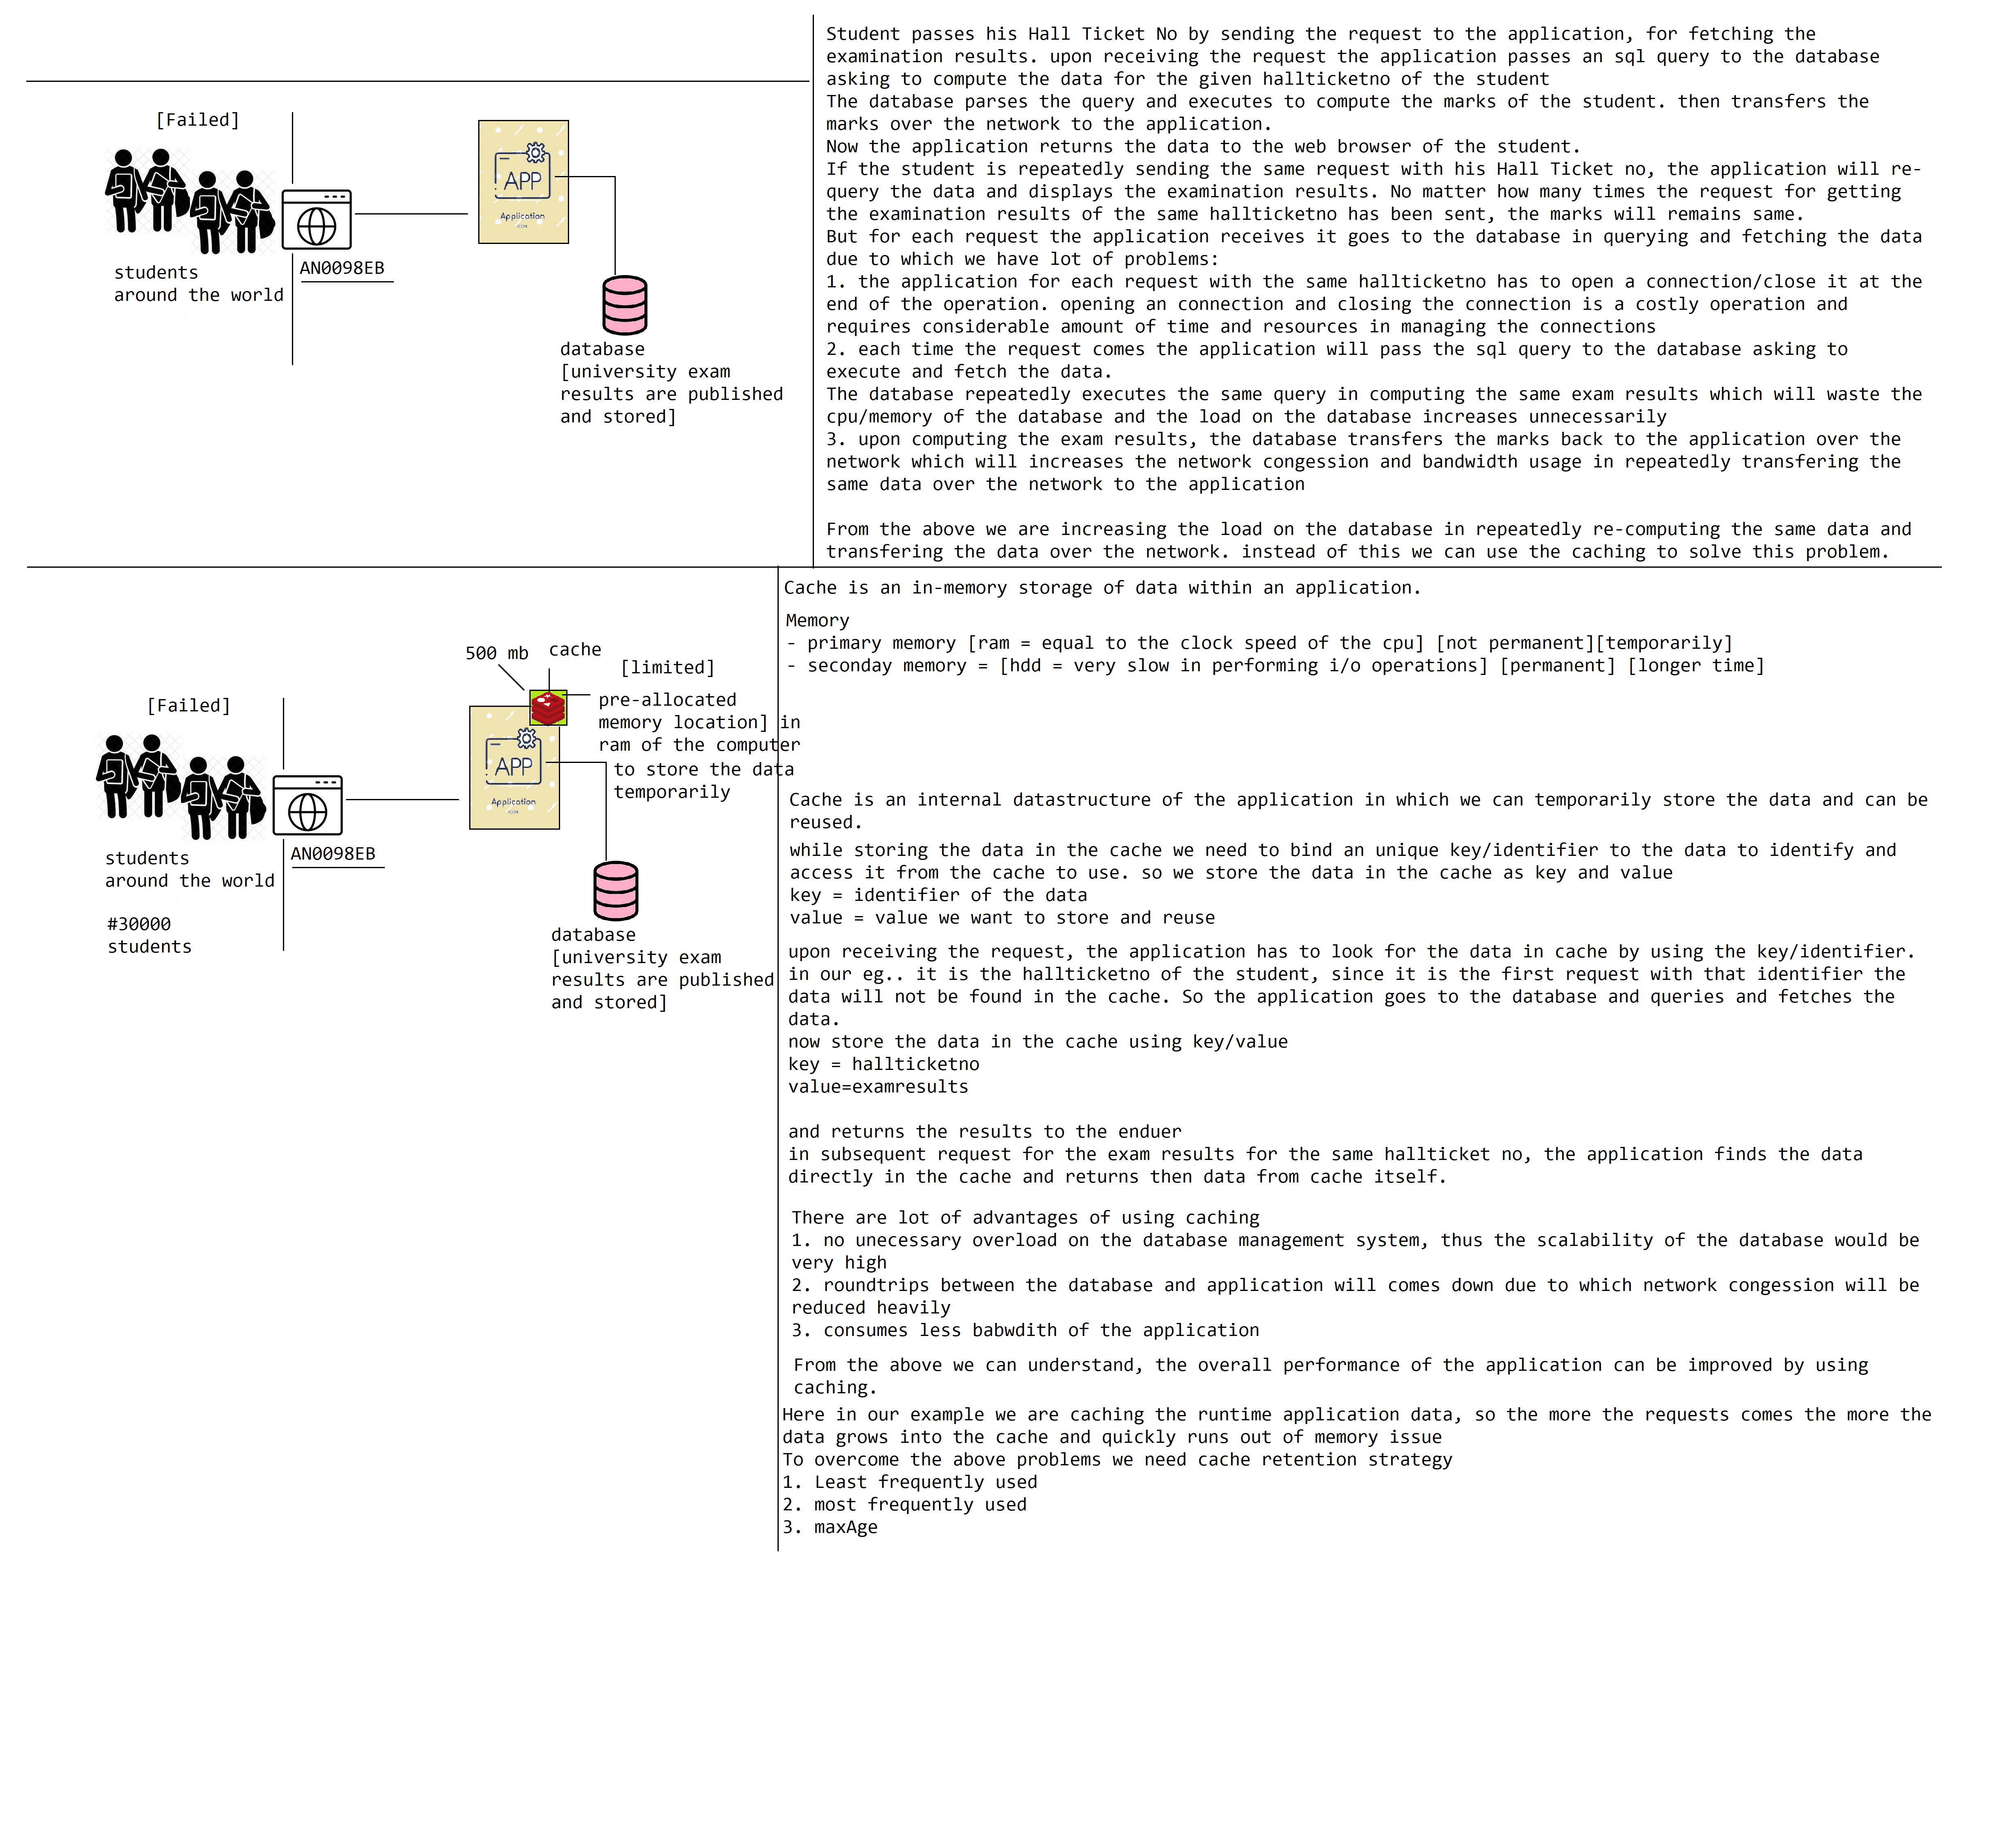 Student passes his Hall Ticket No by sending the request to the application, for fetching the
examination results. upon receiving the request the application passes an sql query to the database
asking to compute the data for the given hallticketno of the student
The database parses the query and executes to compute the marks of the student. then transfers the
marks over the network to the application.
Now the application returns the data to the web browser of the student.
If the student is repeatedly sending the same request with his Hall Ticket no, the application will re-
query the data and displays the examination results. No matter how many times the request for getting
the examination results of the same hallticketno has been sent, the marks will remains same.
But for each request the application receives it goes to the database in querying and fetching the data
due to which we have lot of problems:
1. the application for each request with the same hallticketno has to open a connection/close it at the
end of the operation. opening an connection and closing the connection is a costly operation and
requires considerable amount of time and resources in managing the connections
2. each time the request comes the application will pass the sql query to the database asking to
execute and fetch the data.
The database repeatedly executes the same query in computing the same exam results which will waste the
cpu/memory of the database and the load on the database increases unnecessarily
3. upon computing the exam results, the database transfers the marks back to the application over the
network which will increases the network congession and bandwidth usage in repeatedly transfering the
same data over the network to the application
From the above we are increasing the load on the database in repeatedly re-computing the same data and
transfering the data over the network. instead of this we can use the caching to solve this problem.
[Failed]
students
around the world
AN0098EB
APP
Application
ICON
database
[university exam
results are published
and stored]
Cache is an in-memory storage of data within an application.
Memory
- primary memory [ram = equal to the clock speed of the cpu] [not permanent][temporarily]
- seconday memory = [hdd = very slow in performing i/o operations] [permanent] [longer time]
500 mb
cache
[limited]
pre-allocated
memory location] in
ram of the computer
to store the data
temporarily
[Failed]
students
around the world
#30000
students
AN0098EB
APP
Application
ICON
database
[university exam
results are published
and stored]
Cache is an internal datastructure of the application in which we can temporarily store the data and can be
reused.
while storing the data in the cache we need to bind an unique key/identifier to the data to identify and
access it from the cache to use. so we store the data in the cache as key and value
key = identifier of the data
value = value we want to store and reuse
upon receiving the request, the application has to look for the data in cache by using the key/identifier.
in our eg.. it is the hallticketno of the student, since it is the first request with that identifier the
data will not be found in the cache. So the application goes to the database and queries and fetches the
data.
now store the data in the cache using key/value
key = hallticketno
value=examresults
and returns the results to the enduer
in subsequent request for the exam results for the same hallticket no, the application finds the data
directly in the cache and returns then data from cache itself.
There are lot of advantages of using caching
1. no unecessary overload on the database management system, thus the scalability of the database would be
very high
2. roundtrips between the database and application will comes down due to which network congession will be
reduced heavily
3. consumes less babwdith of the application
From the above we can understand, the overall performance of the application can be improved by using
caching.
Here in our example we are caching the runtime application data, so the more the requests comes the more the
data grows into the cache and quickly runs out of memory issue
To overcome the above problems we need cache retention strategy
1. Least frequently used
2. most frequently used
3. maxAge